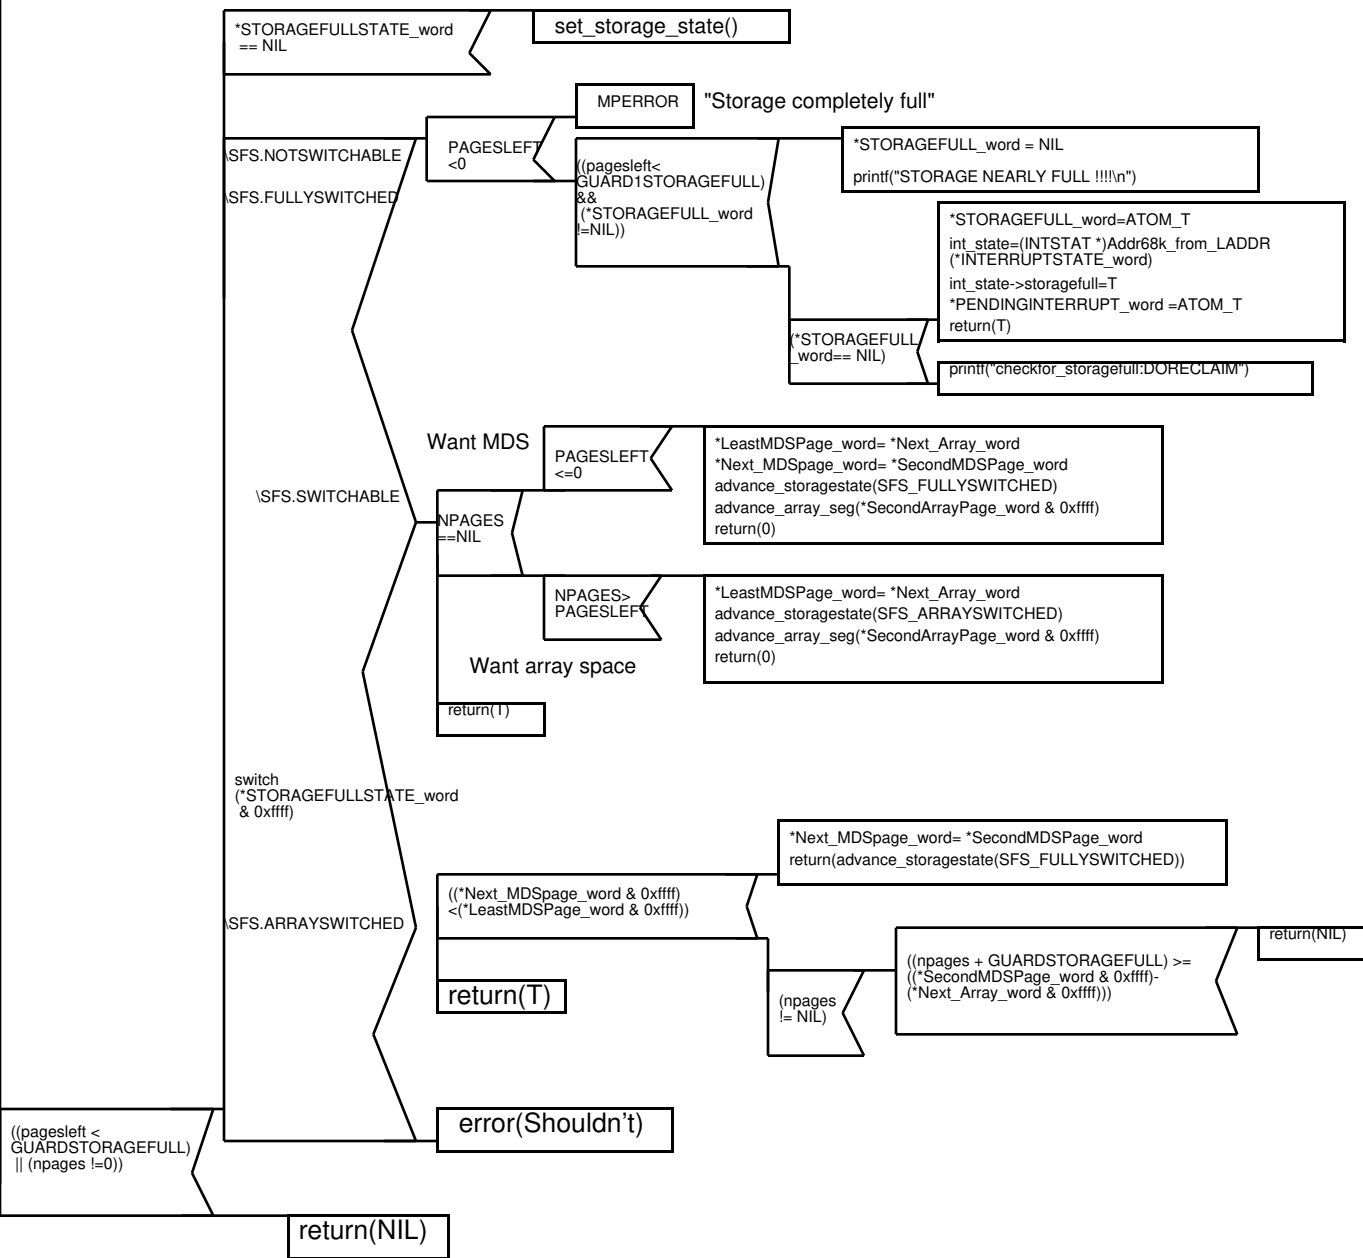 *STORAGEFULLSTATE_word
== NIL
set_storage_state()
MPERROR
"Storage completely full"
\SFS.NOTSWITCHABLE
\SFS.FULLYSWITCHED
PAGESLEFT
<0
((pagesleft<
GUARD1STORAGEFULL)
&&
(*STORAGEFULL_word
!=NIL))
*STORAGEFULL_word = NIL
printf("STORAGE NEARLY FULL !!!!\n")
*STORAGEFULL_word=ATOM_T
int_state=(INTSTAT *)Addr68k_from_LADDR
(*INTERRUPTSTATE_word)
int_state->storagefull=T
*PENDINGINTERRUPT_word =ATOM_T
return(T)
(*STORAGEFULL
_word== NIL)
printf("checkfor_storagefull:DORECLAIM")
Want MDS
PAGESLEFT
<=0
*LeastMDSPage_word= *Next_Array_word
*Next_MDSpage_word= *SecondMDSPage_word
advance_storagestate(SFS_FULLYSWITCHED)
advance_array_seg(*SecondArrayPage_word & 0xffff)
return(0)
\SFS.SWITCHABLE
NPAGES
==NIL
NPAGES>
PAGESLEFT
*LeastMDSPage_word= *Next_Array_word
advance_storagestate(SFS_ARRAYSWITCHED)
advance_array_seg(*SecondArrayPage_word & 0xffff)
return(0)
Want array space
return(T)
switch
(*STORAGEFULLSTATE_word
& 0xffff)
*Next_MDSpage_word= *SecondMDSPage_word
return(advance_storagestate(SFS_FULLYSWITCHED))
((*Next_MDSpage_word & 0xffff)
<(*LeastMDSPage_word & 0xffff))
\SFS.ARRAYSWITCHED
return(NIL)
((npages + GUARDSTORAGEFULL) >=
((*SecondMDSPage_word & 0xffff)-
(*Next_Array_word & 0xffff)))
return(T)
(npages
!= NIL)
error(Shouldn't)
((pagesleft <
GUARDSTORAGEFULL)
|| (npages !=0))
return(NIL)